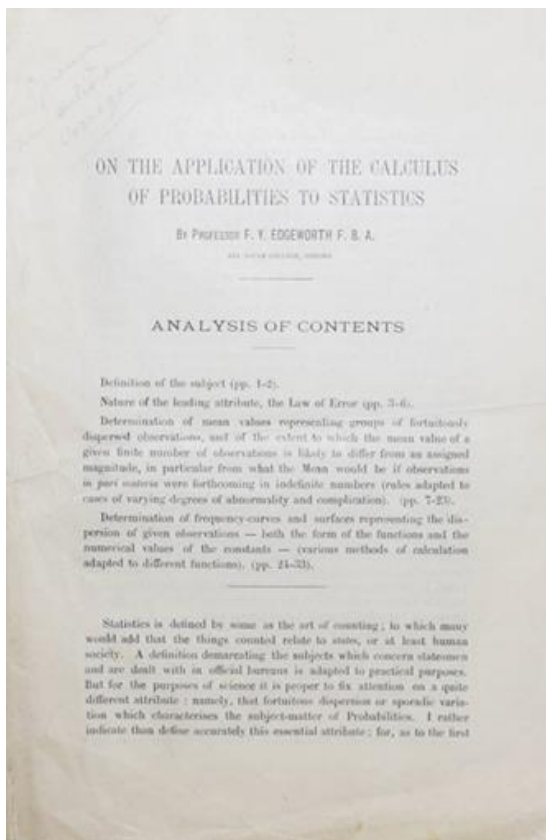 ON THE APPLICATION OF THE CALCULUS
OF PROBABILITIES TO STATISTICS
BY PROFESSOR F. Y. EDGEWORTH F. B. A.
ANALYSIS OF CONTENTS
Definition of the subject (pp. 1-2).
Nature of the leading attribute, the Law of Error (pp. 3-6).
Determination of mean values representing groups of fortuitously
dispersed observations, and of the extent to which the mean value of a
given finite number of observations is likely to differ from an assigned
magnitude, in particular from what the Mean would be if observations
in pari materia were forthcoming in indefinite numbers (rules adapted to
cases of varying degrees of abnormality and complication). (pp. 7-23).
Determination of frequency-curves and surfaces representing the dis-
persion of given observations — both the form of the functions and the
numerical values of the constants — (various methods of calculation
adapted to different functions). (pp. 24-33).
Statistics is defined by some as the art of counting; to which many
would add that the things counted relate to states, or at least human
society. A definition demarcating the subjects which concern statesmen
and are dealt with in official bureaus is adapted to practical purposes.
But for the purposes of science it is proper to fix attention on a quite
different attribute : namely, that fortuitous dispersion or sporadic varia-
tion which characterises the subject-matter of Probabilities. I rather
indicate than define accurately this essential attribute ; for, as to the first